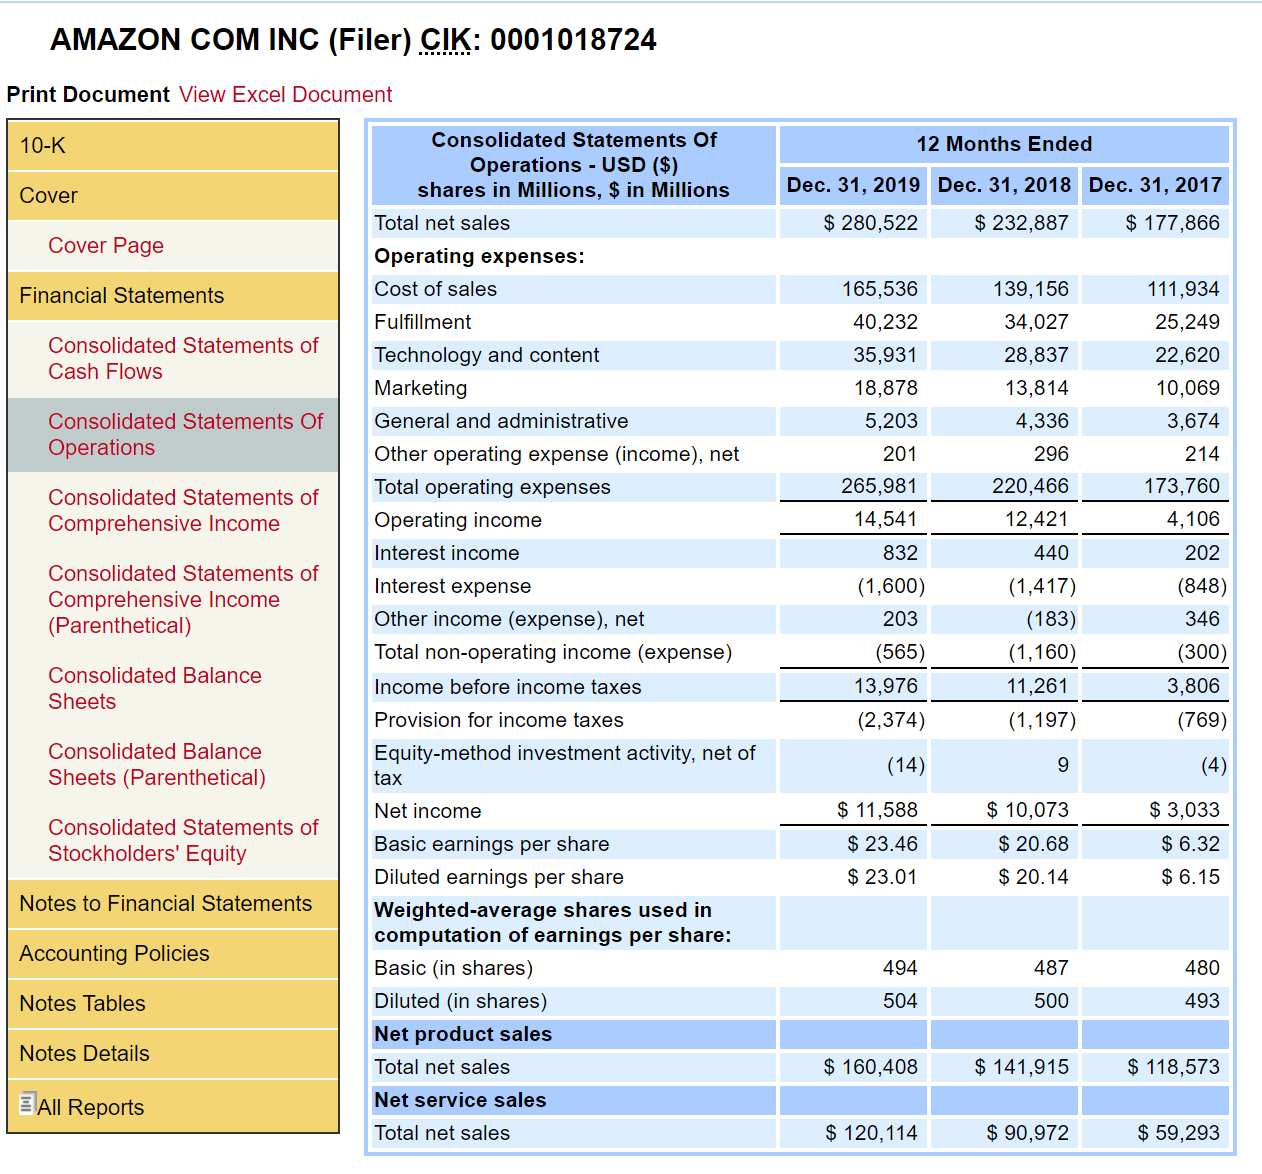 AMAZON COM INC (Filer) CIK: 0001018724
Print Document View Excel Document
10-K
Cover
Cover Page
Financial Statements
Consolidated Statements of
Cash Flows
Consolidated Statements Of
Operations
Consolidated Statements of
Comprehensive Income
Consolidated Statements of
Comprehensive Income
(Parenthetical)
Consolidated Balance
Sheets
Consolidated Balance
Sheets (Parenthetical)
Consolidated Statements of
Stockholders' Equity
Notes to Financial Statements
Accounting Policies
Notes Tables
Notes Details
All Reports
Consolidated Statements Of
Operations - USD ($)
shares in Millions, $ in Millions
12 Months Ended
Dec. 31, 2019 Dec. 31, 2018 Dec. 31, 2017
Total net sales $ 280,522 $ 232,887 $ 177,866
Operating expenses:
Cost of sales 165,536 139,156 111,934
Fulfillment 40,232 34,027 25,249
Technology and content 35,931 28,837 22,620
Marketing 18,878 13,814 10,069
General and administrative 5,203 4,336 3,674
Other operating expense (income), net 201 296 214
Total operating expenses 265,981 220,466 173,760
Operating income 14,541 12,421 4,106
Interest income 832 440 202
Interest expense (1,600) (1,417) (848)
Other income (expense), net 203 (183) 346
Total non-operating income (expense) (565) (1,160) (300)
Income before income taxes 13,976 11,261 3,806
Provision for income taxes (2,374) (1,197) (769)
Equity-method investment activity, net of
tax (14) 9 (4)
Net income $ 11,588 $ 10,073 $ 3,033
Basic earnings per share $ 23.46 $ 20.68 $ 6.32
Diluted earnings per share $ 23.01 $ 20.14 $ 6.15
Weighted-average shares used in
computation of earnings per share:
Basic (in shares) 494 487 480
Diluted (in shares) 504 500 493
Net product sales
Total net sales $ 160,408 $ 141,915 $ 118,573
Net service sales
Total net sales $ 120,114 $ 90,972 $ 59,293